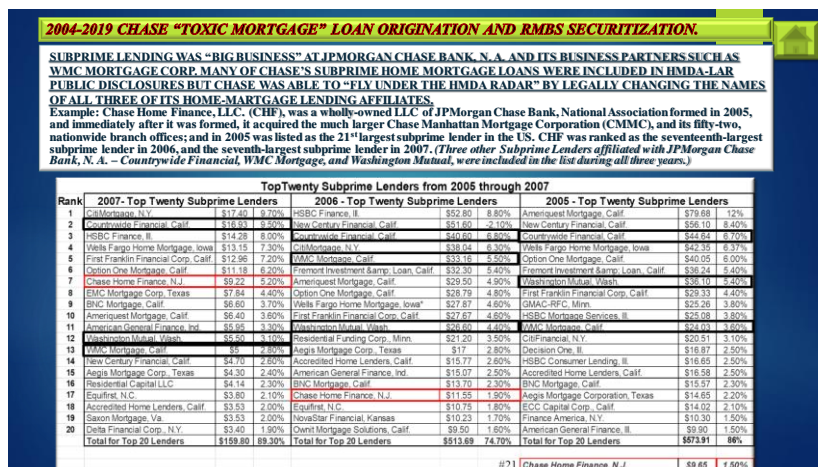 2004-2019 CHASE “TOXIC MORTGAGE” LOAN ORIGINATION AND RMBS SECURITIZATION.
SUBPRIME LENDING WAS “BIG BUSINESS” AT JPMORGAN CHASE BANK, N. A. AND ITS BUSINESS PARTNERS SUCH AS
WMC MORTGAGE CORP. MANY OF CHASE’S SUBPRIME HOME MORTGAGE LOANS WERE INCLUDED IN HMDA-LAR
PUBLIC DISCLOSURES BUT CHASE WAS ABLE TO “FLY UNDER THE HMDA RADAR” BY LEGALLY CHANGING THE NAMES
OF ALL THREE OF ITS HOME-MARTGAGE LENDING AFFILIATES.
Example: Chase Home Finance, LLC. (CHF), was a wholly-owned LLC of JPMorgan Chase Bank, National Association formed in 2005,
and immediately after it was formed, it acquired the much larger Chase Manhattan Mortgage Corporation (CMMC), and its fifty-two,
nationwide branch offices; and in 2005 was listed as the 21st largest subprime lender in the US. CHF was ranked as the seventeenth-largest
subprime lender in 2006, and the seventh-largest subprime lender in 2007. (Three other Subprime Lenders affiliated with JPMorgan Chase
Bank, N. A. – Countrywide Financial, WMC Mortgage, and Washington Mutual, were included in the list during all three years.)
TopTwenty Subprime Lenders from 2005 through 2007
Rank 2007- Top Twenty Subprime Lenders 2006 - Top Twenty Subprime Lenders 2005 - Top Twenty Subprime Lenders
1 CitiMortgage, N.Y. $17.40 9.70% HSBC Finance, Ill. $52.80 8.80% Ameriquest Mortgage, Calif. $79.68 12%
2 Countrywide Financial, Calif. $16.93 9.50% New Century Financial, Calif. $51.60 -2.10% New Century Financial, Calif. $56.10 8.40%
3 HSBC Finance, Ill. $14.28 8.00% Countrywide Financial, Calif. $40.60 6.80% Countrywide Financial, Calif. $44.64 6.70%
4 Wells Fargo Home Mortgage, Iowa $13.15 7.30% CitiMortgage, N.Y. $38.04 6.30% Wells Fargo Home Mortgage, Iowa $42.35 6.37%
5 First Franklin Financial Corp, Calif. $12.96 7.20% WMC Mortgage, Calif. $33.16 5.50% Option One Mortgage, Calif. $40.05 6.00%
6 Option One Mortgage, Calif. $11.18 6.20% Fremont Investment &amp; Loan, Calif. $32.30 5.40% Fremont Investment &amp; Loan,, Calif. $36.24 5.40%
7 Chase Home Finance, N.J. $9.22 5.20% Ameriquest Mortgage, Calif. $29.50 4.90% Washington Mutual, Wash. $36.10 5.40%
8 EMC Mortgage Corp, Texas $7.84 4.40% Option One Mortgage, Calif. $28.79 4.80% First Franklin Financial Corp, Calif. $29.33 4.40%
9 BNC Mortgage, Calif. $6.60 3.70% Wells Fargo Home Mortgage, Iowa* $27.87 4.60% GMAC-RFC, Minn. $25.26 3.80%
10 Ameriquest Mortgage, Calif. $6.40 3.60% First Franklin Financial Corp, Calif. $27.67 4.60% HSBC Mortgage Services, Ill. $25.08 3.80%
11 American General Finance, Ind. $5.95 3.30% Washington Mutual, Wash. $26.60 4.40% WMC Mortgage, Calif. $24.03 3.60%
12 Washington Mutual, Wash. $5.50 3.10% Residential Funding Corp., Minn. $21.20 3.50% CitiFinancial, N.Y. $20.51 3.10%
13 WMC Mortgage, Calif. $5 2.80% Aegis Mortgage Corp., Texas $17 2.80% Decision One, Ill. $16.87 2.50%
14 New Century Financial, Calif. $4.70 2.60% Accredited Home Lenders, Calif. $15.77 2.60% HSBC Consumer Lending, Ill. $16.65 2.50%
15 Aegis Mortgage Corp., Texas $4.30 2.40% American General Finance, Ind. $15.07 2.50% Accredited Home Lenders, Calif. $16.58 2.50%
16 Residential Capital LLC $4.14 2.30% BNC Mortgage, Calif. $13.70 2.30% BNC Mortgage, Calif. $15.57 2.30%
17 Equifirst, N.C. $3.80 2.10% Chase Home Finance, N.J. $11.55 1.90% Aegis Mortgage Corporation, Texas $14.65 2.20%
18 Accredited Home Lenders, Calif. $3.53 2.00% Equifirst, N.C. $10.75 1.80% ECC Capital Corp., Calif. $14.02 2.10%
19 Saxon Mortgage, Va. $3.53 2.00% NovaStar Financial, Kansas $10.23 1.70% Finance America, N.Y. $10.30 1.50%
20 Delta Financial Corp., N.Y. $3.40 1.90% Ownit Mortgage Solutions, Calif. $9.50 1.60% American General Finance, Ill. $9.90 1.50%
Total for Top 20 Lenders $159.80 89.30% Total for Top 20 Lenders $513.69 74.70% Total for Top 20 Lenders $573.91 86%
#21 Chase Home Finance, N.J. $9.65 1.50%